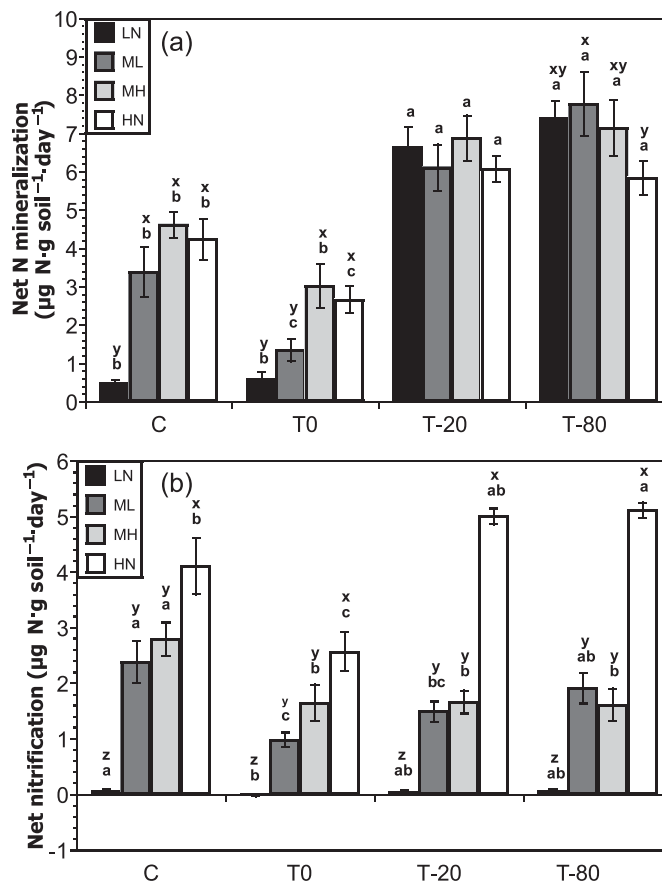 (a)
LN
ML
MH
HN
Net N mineralization
(µg N·g soil⁻¹·day⁻¹)
10
9
8
7
6
5
4
3
2
1
0
y
b
x
b
x
b
x
b
y
b
y
c
x
b
x
c
a
a
a
a
xy
a
x
a
xy
a
y
a
C
T0
T-20
T-80
(b)
LN
ML
MH
HN
Net nitrification (µg N·g soil⁻¹·day⁻¹)
6
5
4
3
2
1
0
-1
z
a
y
a
y
a
x
b
z
b
y
c
y
b
x
c
z
ab
y
bc
y
b
x
ab
z
ab
y
ab
y
b
x
a
C
T0
T-20
T-80